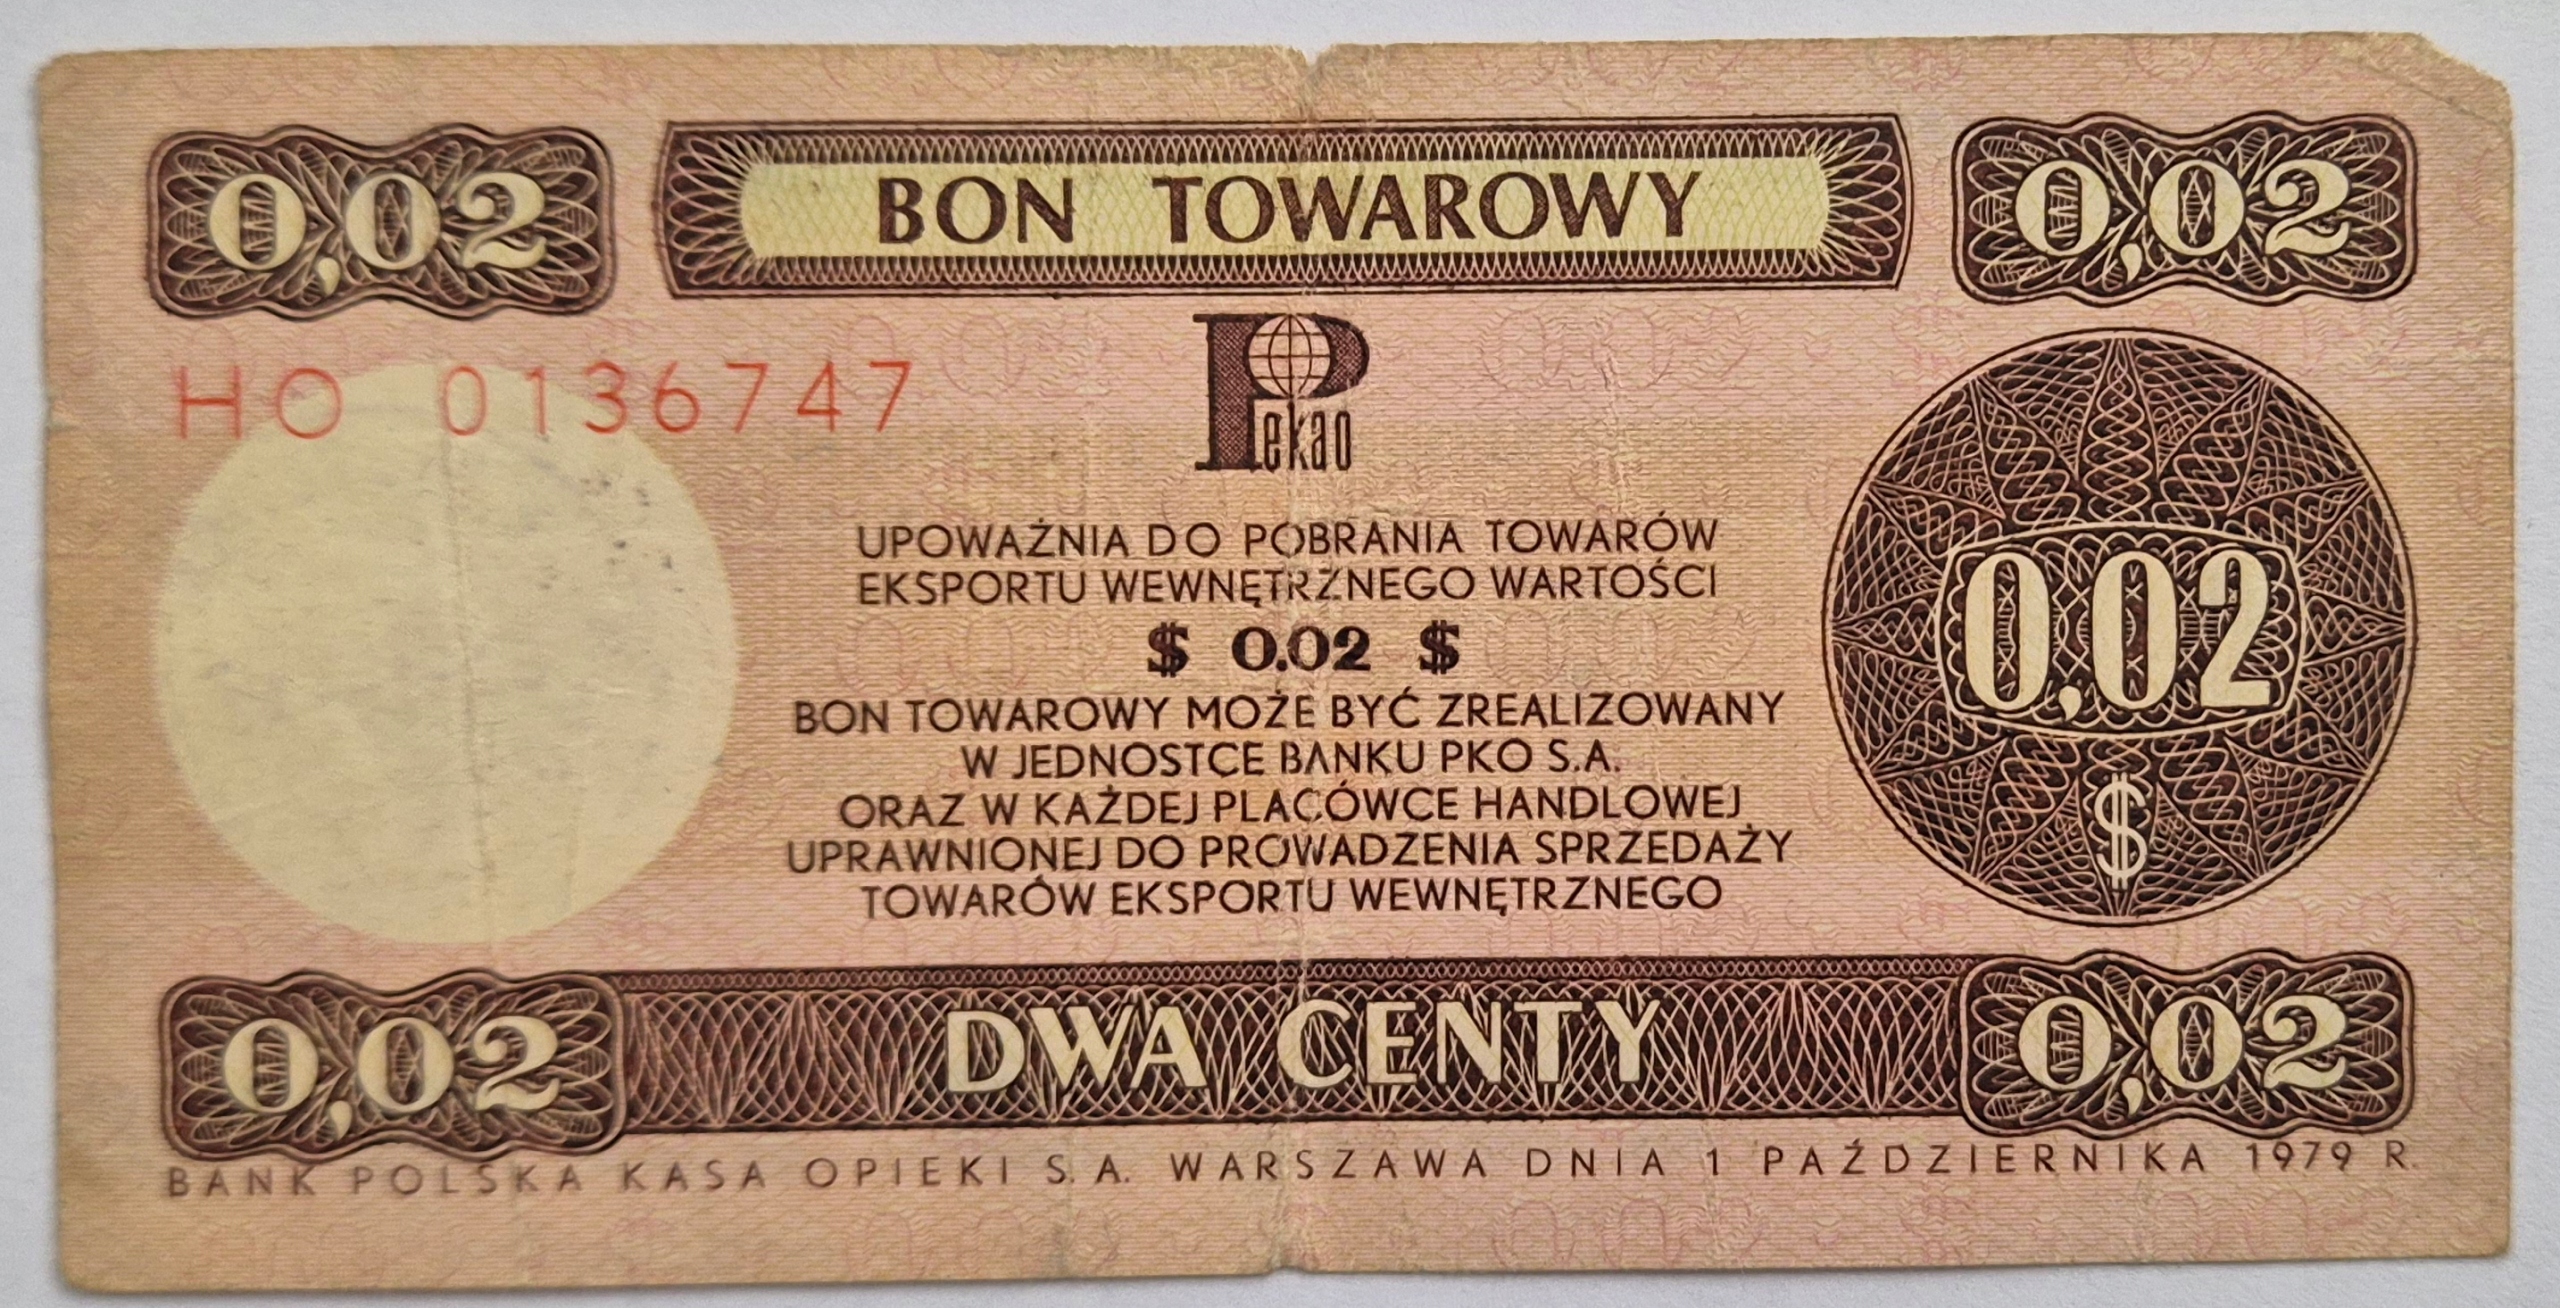 0,02 BON TOWAROWY 0,02
HO 0136747
Pekao
UPOWAŻNIA DO POBRANIA TOWARÓW
EKSPORTU WEWNĘTRZNEGO WARTOŚCI
$ 0.02 $
BON TOWAROWY MOŻE BYĆ ZREALIZOWANY
W JEDNOSTCE BANKU PKO S.A.
ORAZ W KAŻDEJ PLACÓWCE HANDLOWEJ
UPRAWNIONEJ DO PROWADZENIA SPRZEDAŻY
TOWARÓW EKSPORTU WEWNĘTRZNEGO
0,02
$
0,02 DWA CENTY 0,02
BANK POLSKA KASA OPIEKI S.A. WARSZAWA DNIA 1 PAŹDZIERNIKA 1979 R.